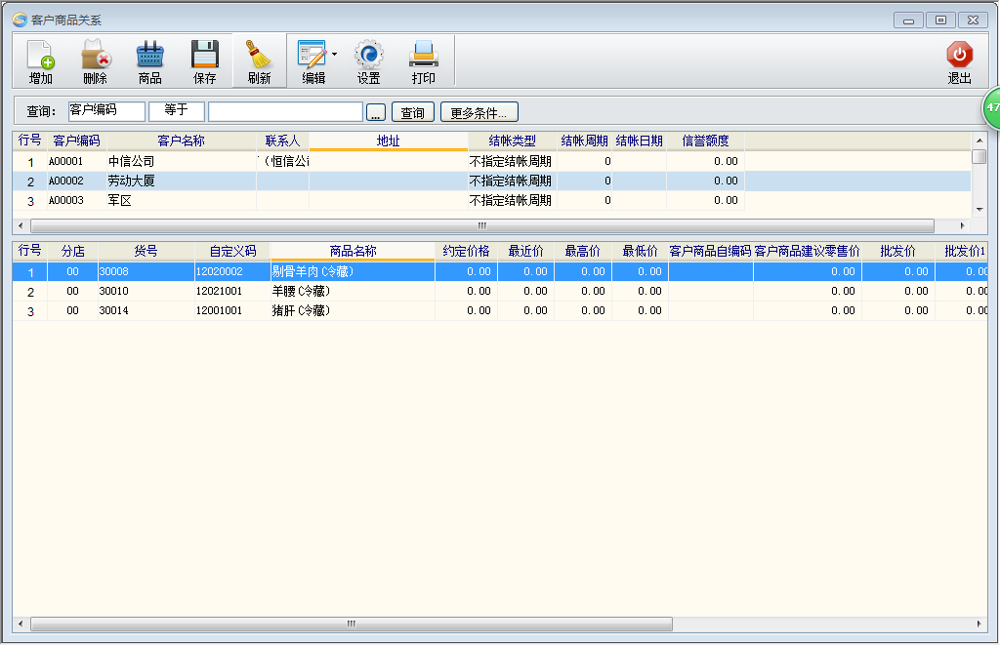 客户商品关系
增加 删除 商品 保存 刷新 编辑 设置 打印 退出
47
查询: 客户编码 等于 ... 查询 更多条件...
行号 客户编码 客户名称 联系人 地址 结帐类型 结帐周期 结帐日期 信誉额度
1 A00001 中信公司 （恒信公 不指定结帐周期 0 0.00
2 A00002 劳动大厦 不指定结帐周期 0 0.00
3 A00003 军区 不指定结帐周期 0 0.00
行号 分店 货号 自定义码 商品名称 约定价格 最近价 最高价 最低价 客户商品自编码 客户商品建议零售价 批发价 批发价1
1 00 30008 12020002 剔骨羊肉(冷藏) 0.00 0.00 0.00 0.00 0.00 0.00 0.00
2 00 30010 12021001 羊腰(冷藏) 0.00 0.00 0.00 0.00 0.00 0.00 0.00
3 00 30014 12001001 猪肝(冷藏) 0.00 0.00 0.00 0.00 0.00 0.00 0.00